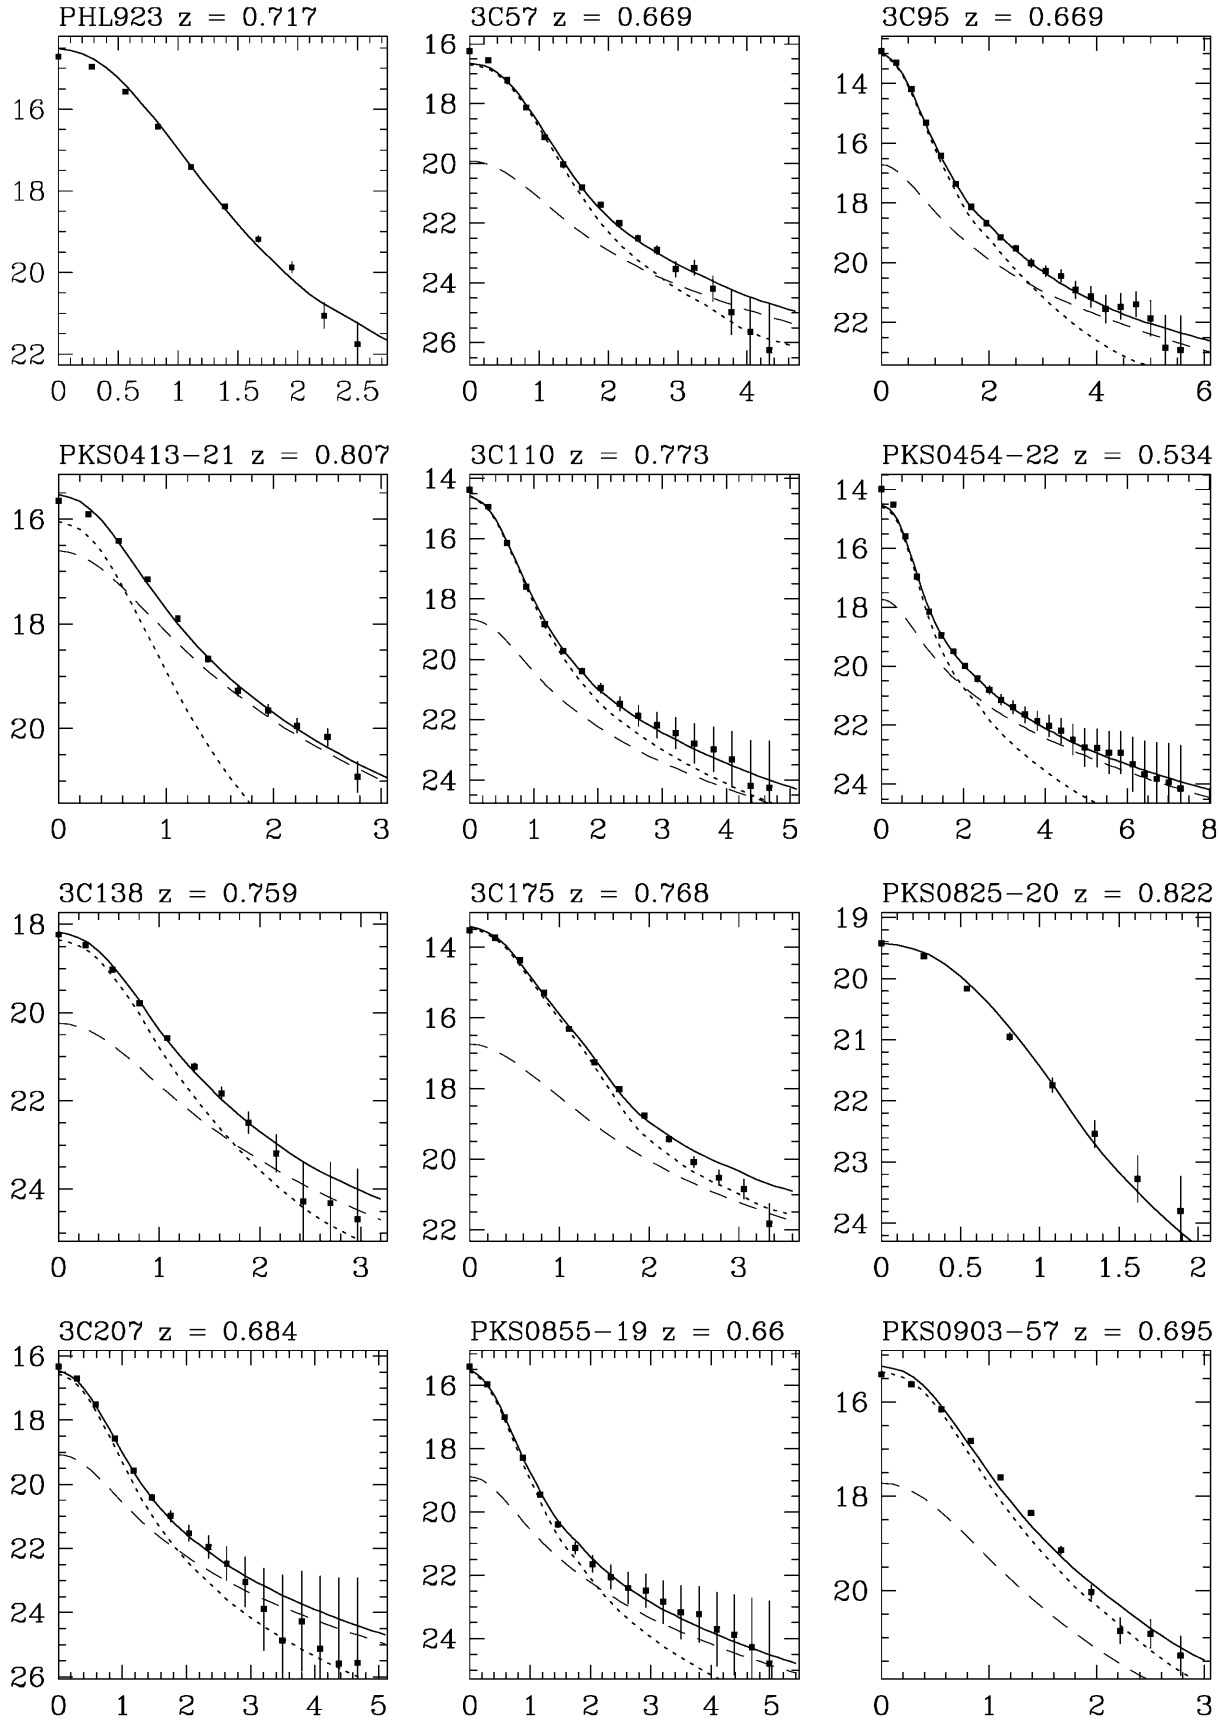 PHL923 z = 0.717
16
18
20
22
0 0.5 1 1.5 2 2.5
3C57 z = 0.669
16
18
20
22
24
26
0 1 2 3 4
3C95 z = 0.669
14
16
18
20
22
0 2 4 6
PKS0413−21 z = 0.807
16
18
20
0 1 2 3
3C110 z = 0.773
14
16
18
20
22
24
0 1 2 3 4 5
PKS0454−22 z = 0.534
14
16
18
20
22
24
0 2 4 6 8
3C138 z = 0.759
18
20
22
24
0 1 2 3
3C175 z = 0.768
14
16
18
20
22
0 1 2 3
PKS0825−20 z = 0.822
19
20
21
22
23
24
0 0.5 1 1.5 2
3C207 z = 0.684
16
18
20
22
24
26
0 1 2 3 4 5
PKS0855−19 z = 0.66
16
18
20
22
24
0 1 2 3 4 5
PKS0903−57 z = 0.695
16
18
20
0 1 2 3